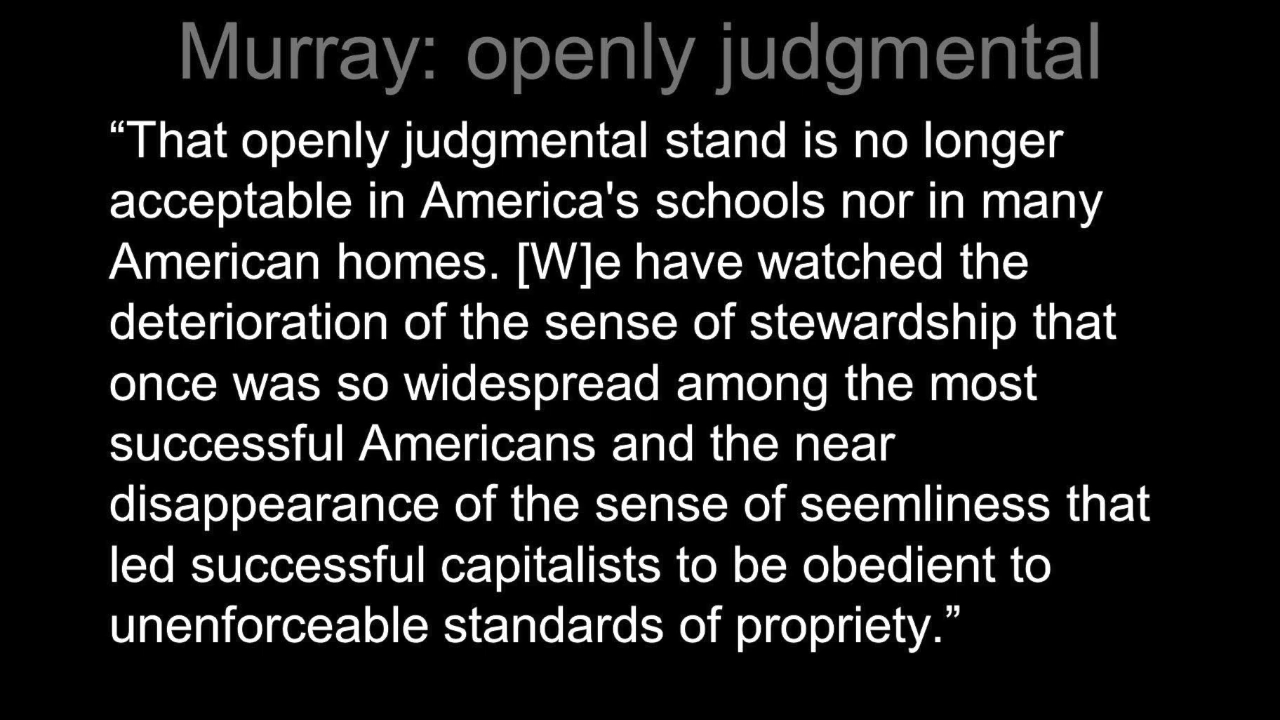 Murray: openly judgmental
“That openly judgmental stand is no longer
acceptable in America's schools nor in many
American homes. [W]e have watched the
deterioration of the sense of stewardship that
once was so widespread among the most
successful Americans and the near
disappearance of the sense of seemliness that
led successful capitalists to be obedient to
unenforceable standards of propriety.”